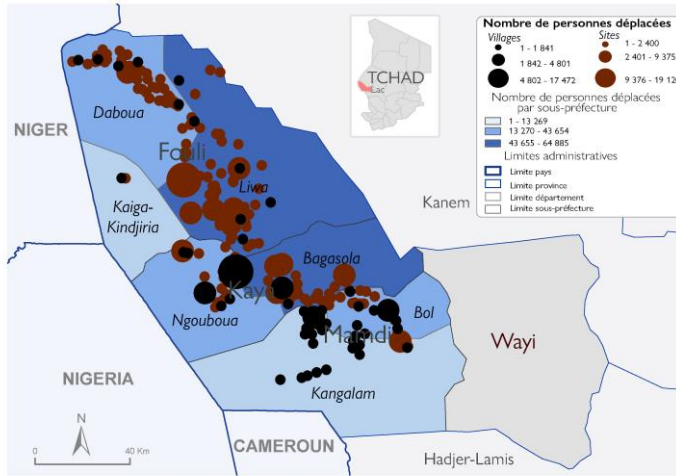 Nombre de personnes déplacées
Villages
Sites
1 - 1 841
1 - 2 400
1 842 - 4 801
2 401 - 9 375
4 802 - 17 472
9 376 - 19 12
Nombre de personnes déplacées
par sous-préfecture
1 - 13 269
13 270 - 43 654
43 655 - 64 885
Limites administratives
Limite pays
Limite province
Limite département
Limite sous-préfecture
TCHAD
Lac
Daboua
NIGER
Fouli
Liwa
Kaiga-
Kindjiria
Kanem
Bagasola
Kaya
Ngouboua
Bol
Mamdi
Wayi
NIGERIA
Kangalam
N
CAMEROUN
Hadjer-Lamis
0
40 Km